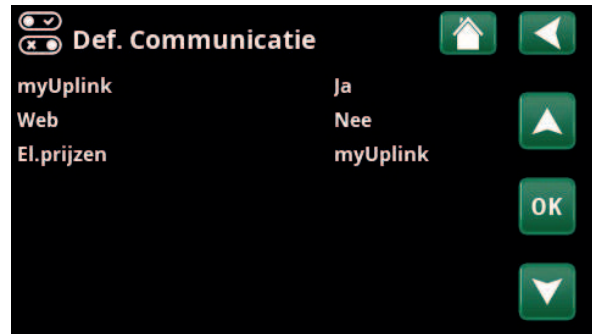 Def. Communicatie
myUplink Ja
Web Nee
El.prijzen myUplink
OK